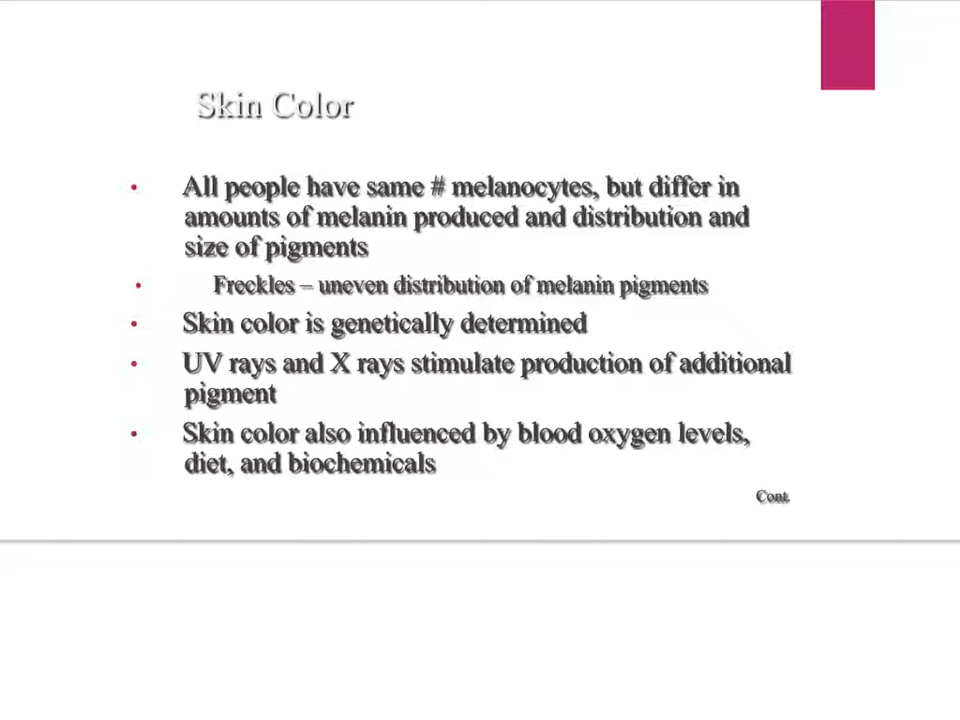 Skin Color
• All people have same # melanocytes, but differ in
amounts of melanin produced and distribution and
size of pigments
• Freckles – uneven distribution of melanin pigments
• Skin color is genetically determined
• UV rays and X rays stimulate production of additional
pigment
• Skin color also influenced by blood oxygen levels,
diet, and biochemicals
Cont.